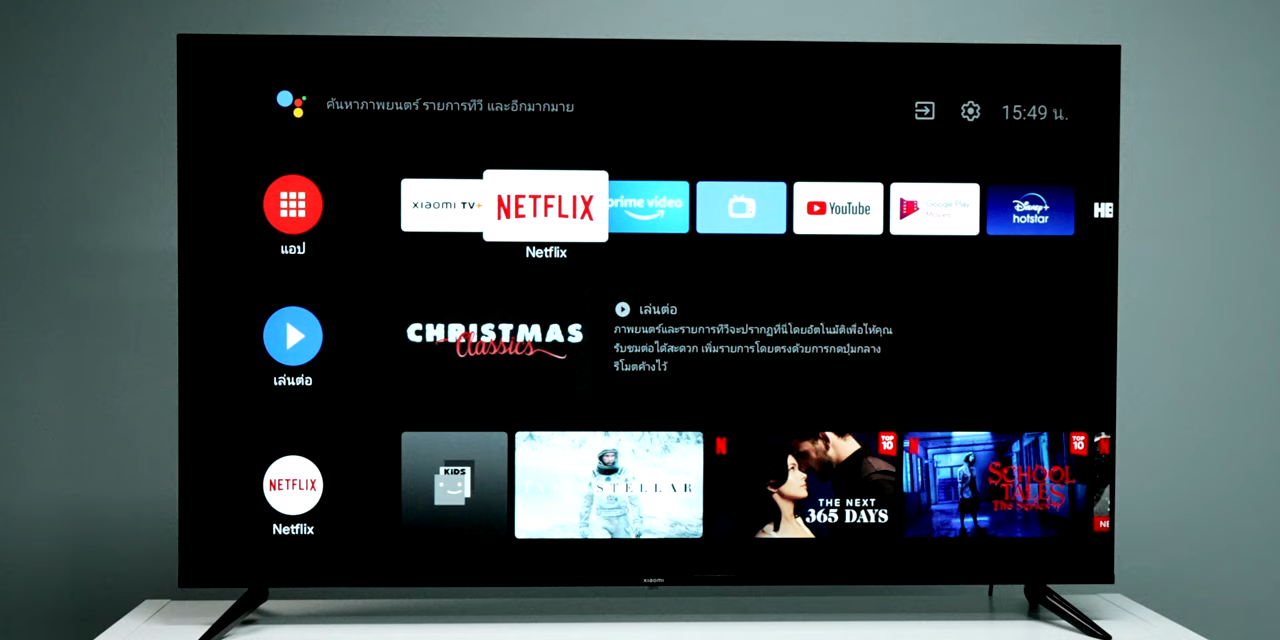 ค้นหาภาพยนตร์ รายการทีวี และอีกมากมาย
15:49 น.
แอป
xiaomi TV+
NETFLIX
prime video
YouTube
Google Play
Movies
Disney+
hotstar
HB
Netflix
เล่นต่อ
CHRISTMAS
Classics
เล่นต่อ
ภาพยนตร์และรายการทีวีจะปรากฏที่นี่โดยอัตโนมัติเพื่อให้คุณ
รับชมต่อได้สะดวก เพิ่มรายการโดยตรงด้วยการกดปุ่มกลาง
รีโมตค้างไว้
NETFLIX
Netflix
KIDS
STELLAR
N
TOP
10
THE NEXT
365 DAYS
N
TOP
10
SCHOOL
TALES
The Series
N
NE
xiaomi